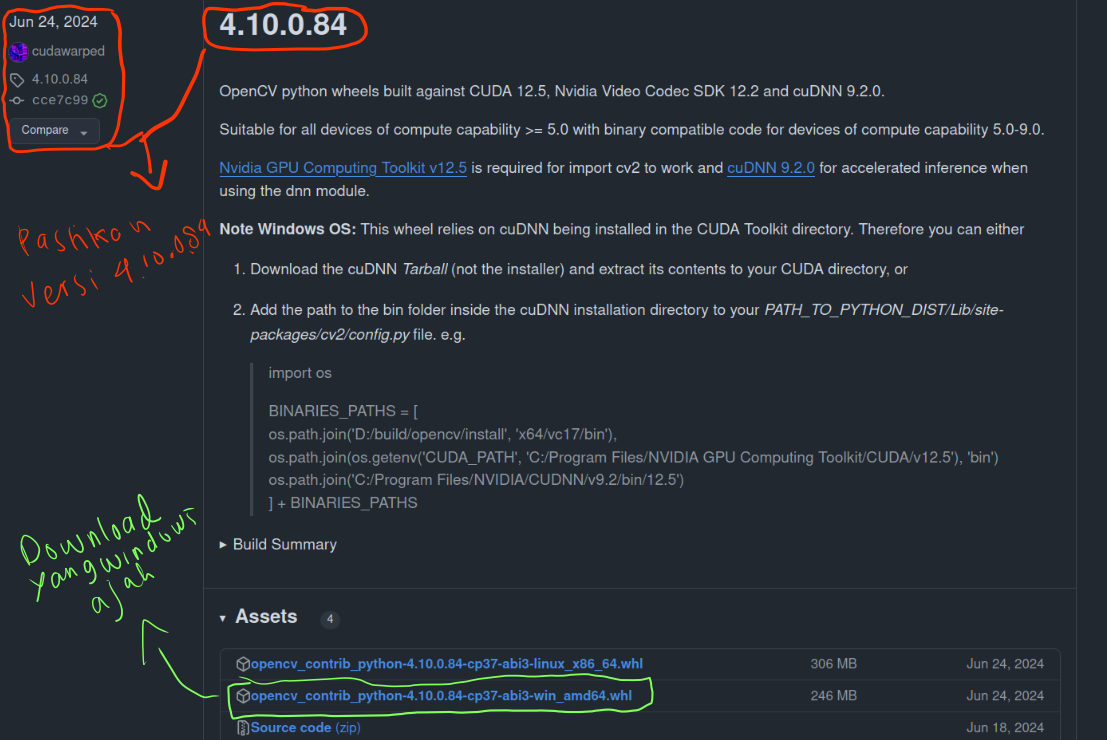 Jun 24, 2024
cudawarped
4.10.0.84
cce7c99
Compare
Pastikan
versi 4.10.0.84
4.10.0.84
OpenCV python wheels built against CUDA 12.5, Nvidia Video Codec SDK 12.2 and cuDNN 9.2.0.
Suitable for all devices of compute capability >= 5.0 with binary compatible code for devices of compute capability 5.0-9.0.
Nvidia GPU Computing Toolkit v12.5 is required for import cv2 to work and cuDNN 9.2.0 for accelerated inference when
using the dnn module.
Note Windows OS: This wheel relies on cuDNN being installed in the CUDA Toolkit directory. Therefore you can either
1. Download the cuDNN Tarball (not the installer) and extract its contents to your CUDA directory, or
2. Add the path to the bin folder inside the cuDNN installation directory to your PATH_TO_PYTHON_DIST/Lib/site-
packages/cv2/config.py file. e.g.
import os
BINARIES_PATHS = [
os.path.join('D:/build/opencv/install', 'x64/vc17/bin'),
os.path.join(os.getenv('CUDA_PATH', 'C:/Program Files/NVIDIA GPU Computing Toolkit/CUDA/v12.5'), 'bin')
os.path.join('C:/Program Files/NVIDIA/CUDNN/v9.2/bin/12.5')
] + BINARIES_PATHS
Build Summary
Download
yang windows
ajah
Assets 4
opencv_contrib_python-4.10.0.84-cp37-abi3-linux_x86_64.whl 306 MB Jun 24, 2024
opencv_contrib_python-4.10.0.84-cp37-abi3-win_amd64.whl 246 MB Jun 24, 2024
Source code (zip) Jun 18, 2024